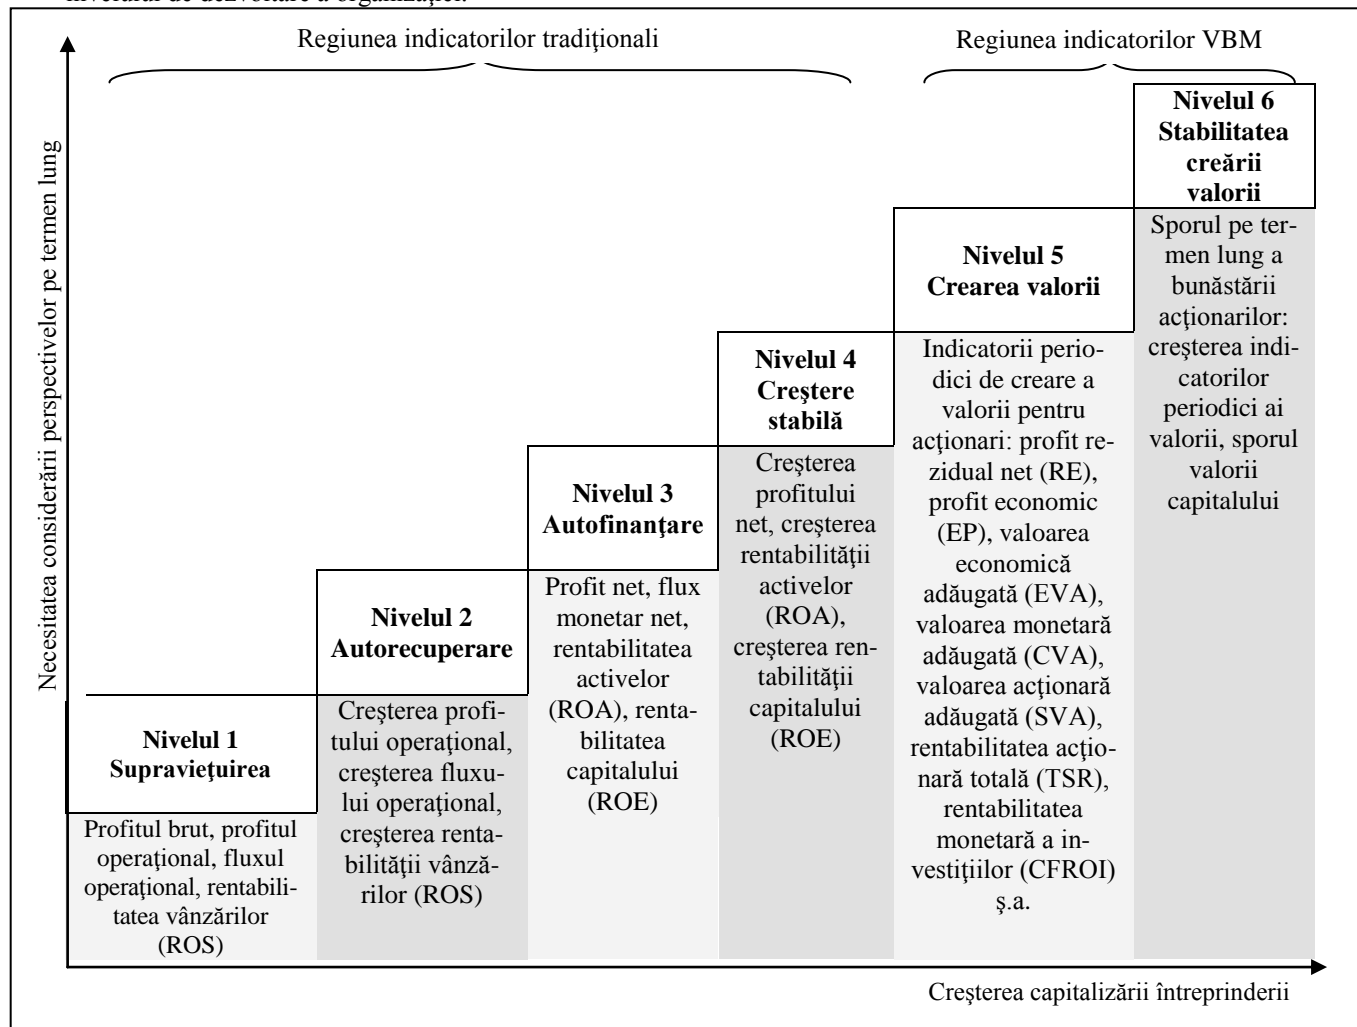 nivelului de dezvoltare a organizaţiei.
Regiunea indicatorilor tradiţionali
Regiunea indicatorilor VBM
Necesitatea considerării perspectivelor pe termen lung
Nivelul 1
Supravieţuirea
Profitul brut, profitul
operaţional, fluxul
operaţional, rentabili-
tatea vânzărilor
(ROS)
Nivelul 2
Autorecuperare
Creşterea profi-
tului operaţional,
creşterea fluxu-
lui operaţional,
creşterea renta-
bilităţii vânză-
rilor (ROS)
Nivelul 3
Autofinanţare
Profit net, flux
monetar net,
rentabilitatea
activelor
(ROA), renta-
bilitatea
capitalului
(ROE)
Nivelul 4
Creştere
stabilă
Creşterea
profitului
net, creşterea
rentabilităţii
activelor
(ROA),
creşterea ren-
tabilităţii
capitalului
(ROE)
Nivelul 5
Crearea valorii
Indicatorii perio-
dici de creare a
valorii pentru
acţionari: profit re-
zidual net (RE),
profit economic
(EP), valoarea
economică
adăugată (EVA),
valoarea monetară
adăugată (CVA),
valoarea acţionară
adăugată (SVA),
rentabilitatea acţio-
nară totală (TSR),
rentabilitatea
monetară a in-
vestiţiilor (CFROI)
ş.a.
Nivelul 6
Stabilitatea
creării
valorii
Sporul pe ter-
men lung a
bunăstării
acţionarilor:
creşterea indi-
catorilor
periodici ai
valorii, sporul
valorii
capitalului
Creşterea capitalizării întreprinderii